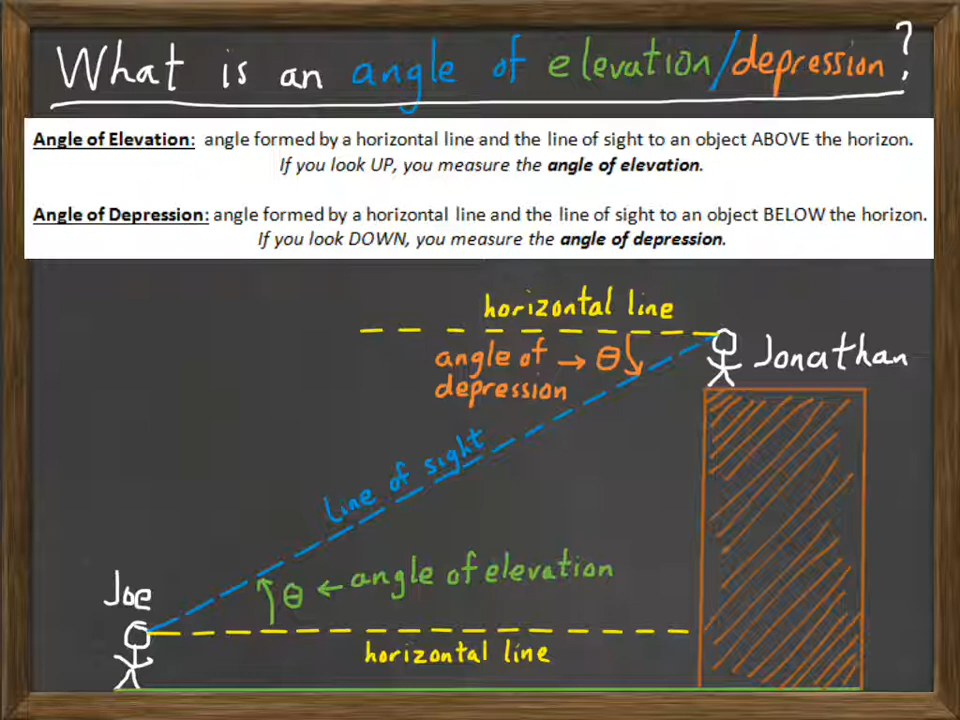 What is an angle of elevation/depression?
Angle of Elevation: angle formed by a horizontal line and the line of sight to an object ABOVE the horizon.
If you look UP, you measure the angle of elevation.
Angle of Depression: angle formed by a horizontal line and the line of sight to an object BELOW the horizon.
If you look DOWN, you measure the angle of depression.
horizontal line
angle of → θ
depression
Jonathan
line of sight
θ ← angle of elevation
Joe
horizontal line